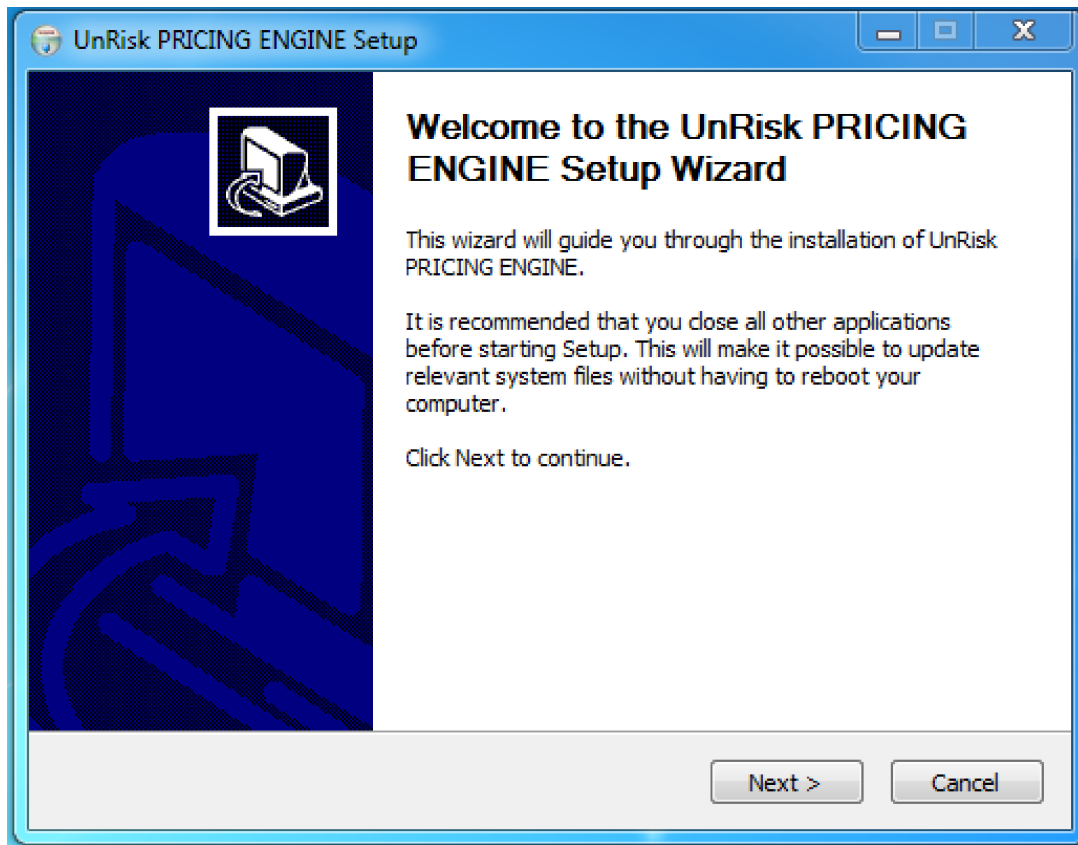 UnRisk PRICING ENGINE Setup
Welcome to the UnRisk PRICING
ENGINE Setup Wizard
This wizard will guide you through the installation of UnRisk
PRICING ENGINE.
It is recommended that you close all other applications
before starting Setup. This will make it possible to update
relevant system files without having to reboot your
computer.
Click Next to continue.
Next >
Cancel